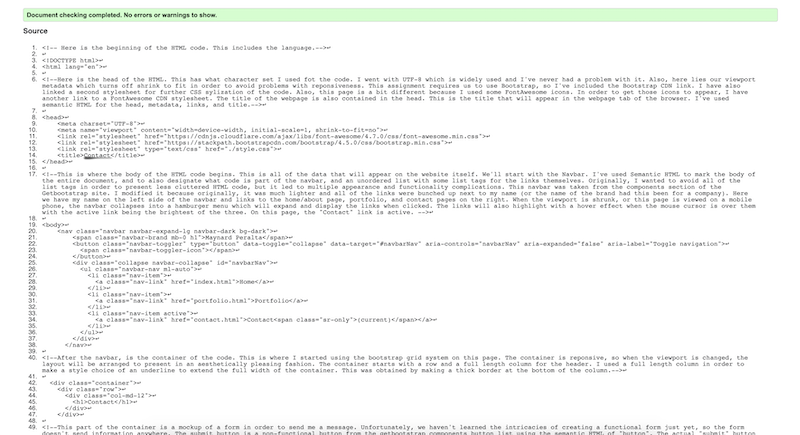 Document checking completed. No errors or warnings to show.
Source
1. <!-- Here is the beginning of the HTML code. This includes the language.-->↩
2. ↩
3. <!DOCTYPE html>↩
4. <html lang="en">↩
5. ↩
6. <!--Here is the head of the HTML. This has what character set I used fot the code. I went with UTF-8 which is widely used and I've never had a problem with it. Also, here lies our viewport
metadata which turns off shrink to fit in order to avoid problems with reponsiveness. This assignment requires us to use Bootstrap, so I've included the Bootstrap CDN link. I have also
linked a second stylesheet for further CSS sylization of the code. Also, this page is a bit different because I used some FontAwesome icons. In order to get those icons to appear, I have
another link to a FontAwesome CDN stylesheet. The title of the webpage is also contained in the head. This is the title that will appear in the webpage tab of the browser. I've used
semantic HTML for the head, metadata, links, and title.-->↩
7. ↩
8. <head>↩
9. <meta charset="UTF-8">↩
10. <meta name="viewport" content="width=device-width, initial-scale=1, shrink-to-fit=no">↩
11. <link rel="stylesheet" href="https://cdnjs.cloudflare.com/ajax/libs/font-awesome/4.7.0/css/font-awesome.min.css">↩
12. <link rel="stylesheet" href="https://stackpath.bootstrapcdn.com/bootstrap/4.5.0/css/bootstrap.min.css">↩
13. <link rel="stylesheet" type="text/css" href="./style.css">↩
14. <title>Contact</title>↩
15. </head>↩
16. ↩
17. <!--This is where the body of the HTML code begins. This is all of the data that will appear on the website itself. We'll start with the Navbar. I've used Semantic HTML to mark the body of
the entire document, and to also designate what code is part of the navbar, and an unordered list with some list tags for the links themselves. Originally, I wanted to avoid all of the
list tags in order to present less cluttered HTML code, but it led to multiple appearance and functionality complications. This navbar was taken from the components section of the
Getbootstrap site. I modified it because originally, it was much lighter and all of the links were bunched up next to my name (or the name of the brand had this been for a company). Here
we have my name on the left side of the navbar and links to the home/about page, portfolio, and contact pages on the right. When the viewport is shrunk, or this page is viewed on a mobile
phone, the navbar collapses into a hamburger menu which will expand and display the links when clicked. The links will also highlight with a hover effect when the mouse cursor is over them
with the active link being the brightest of the three. On this page, the "Contact" link is active. -->↩
18. ↩
19. <body>↩
20. <nav class="navbar navbar-expand-lg navbar-dark bg-dark">↩
21. <span class="navbar-brand mb-0 h1">Maynard Peralta</span>↩
22. <button class="navbar-toggler" type="button" data-toggle="collapse" data-target="#navbarNav" aria-controls="navbarNav" aria-expanded="false" aria-label="Toggle navigation">↩
23. <span class="navbar-toggler-icon"></span>↩
24. </button>↩
25. <div class="collapse navbar-collapse" id="navbarNav">↩
26. <ul class="navbar-nav ml-auto">↩
27. <li class="nav-item">↩
28. <a class="nav-link" href="index.html">Home</a>↩
29. </li>↩
30. <li class="nav-item">↩
31. <a class="nav-link" href="portfolio.html">Portfolio</a>↩
32. </li>↩
33. <li class="nav-item active">↩
34. <a class="nav-link" href="contact.html">Contact<span class="sr-only">(current)</span></a>↩
35. </li>↩
36. </ul>↩
37. </div>↩
38. </nav>↩
39. ↩
40. <!--After the navbar, is the container of the code. This is where I started using the bootstrap grid system on this page. The container is reponsive, so when the viewport is changed, the
layout will be arranged to present in an aesthetically pleasing fashion. The container starts with a row and a full length column for the header. I used a full length column in order to
make a style choice of an underline to extend the full width of the container. This was obtained by making a thick border at the bottom of the column.-->↩
41. ↩
42. <div class="container">↩
43. <div class="row">↩
44. <div class="col-md-12">↩
45. <h1>Contact</h1>↩
46. </div>↩
47. </div>↩
48. ↩
49. <!--This part of the container is a mockup of a form in order to send me a message. Unfortunately, we haven't learned the intricacies of creating a functional form just yet, so the form
doesn't send information anywhere. The submit button is a non-functional button from the getbootstrap components button list using the semantic HTML of "button". The actual "submit" button